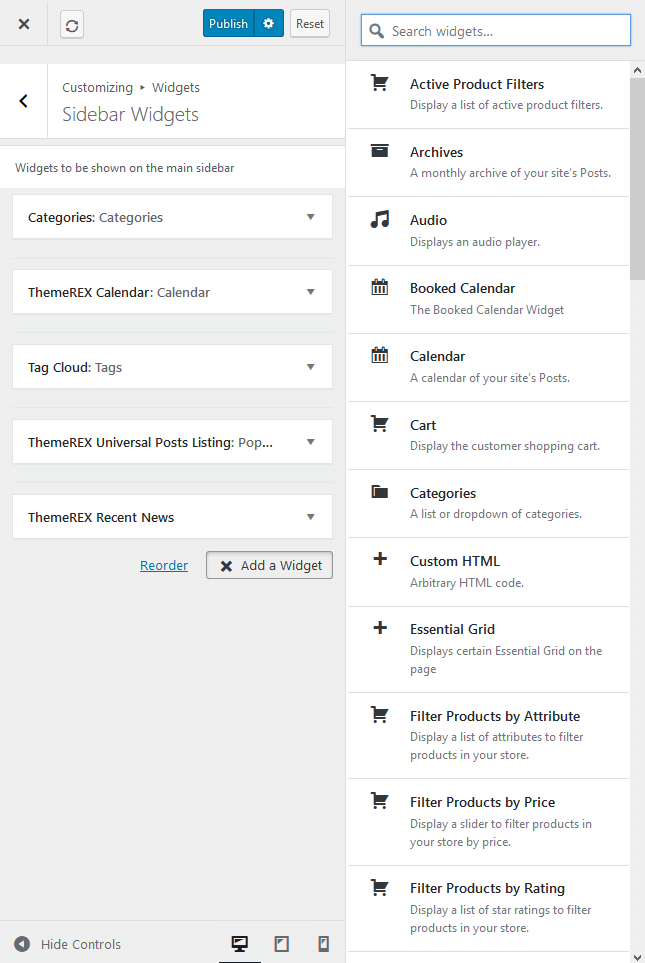 Publish
Reset
Customizing ▸ Widgets
Sidebar Widgets
Widgets to be shown on the main sidebar
Categories: Categories
ThemeREX Calendar: Calendar
Tag Cloud: Tags
ThemeREX Universal Posts Listing: Pop...
ThemeREX Recent News
Reorder
Add a Widget
Hide Controls
Search widgets...
Active Product Filters
Display a list of active product filters.
Archives
A monthly archive of your site's Posts.
Audio
Displays an audio player.
Booked Calendar
The Booked Calendar Widget
Calendar
A calendar of your site's Posts.
Cart
Display the customer shopping cart.
Categories
A list or dropdown of categories.
Custom HTML
Arbitrary HTML code.
Essential Grid
Displays certain Essential Grid on the
page
Filter Products by Attribute
Display a list of attributes to filter
products in your store.
Filter Products by Price
Display a slider to filter products in
your store by price.
Filter Products by Rating
Display a list of star ratings to filter
products in your store.